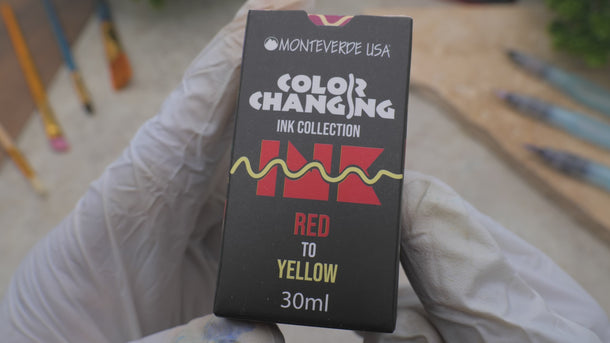 MONTEVERDE USA
COLOR
CHANGING
INK COLLECTION
INK
RED
TO
YELLOW
30ml